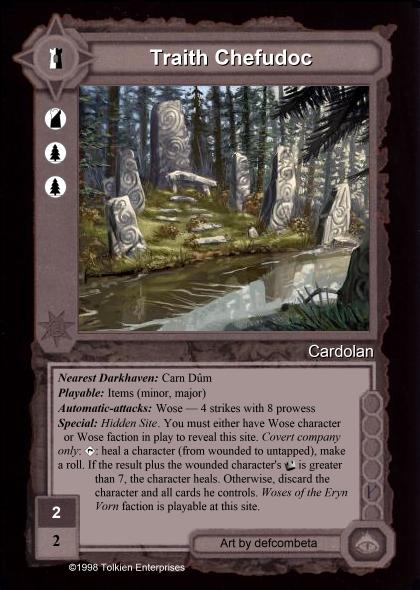 Traith Chefudoc
Cardolan
Nearest Darkhaven: Carn Dûm
Playable: Items (minor, major)
Automatic-attacks: Wose — 4 strikes with 8 prowess
Special: Hidden Site. You must either have Wose character
or Wose faction in play to reveal this site. Covert company
only: : heal a character (from wounded to untapped), make
a roll. If the result plus the wounded character's is greater
than 7, the character heals. Otherwise, discard the
character and all cards he controls. Woses of the Eryn
Vorn faction is playable at this site.
2
2
Art by defcombeta
©1998 Tolkien Enterprises